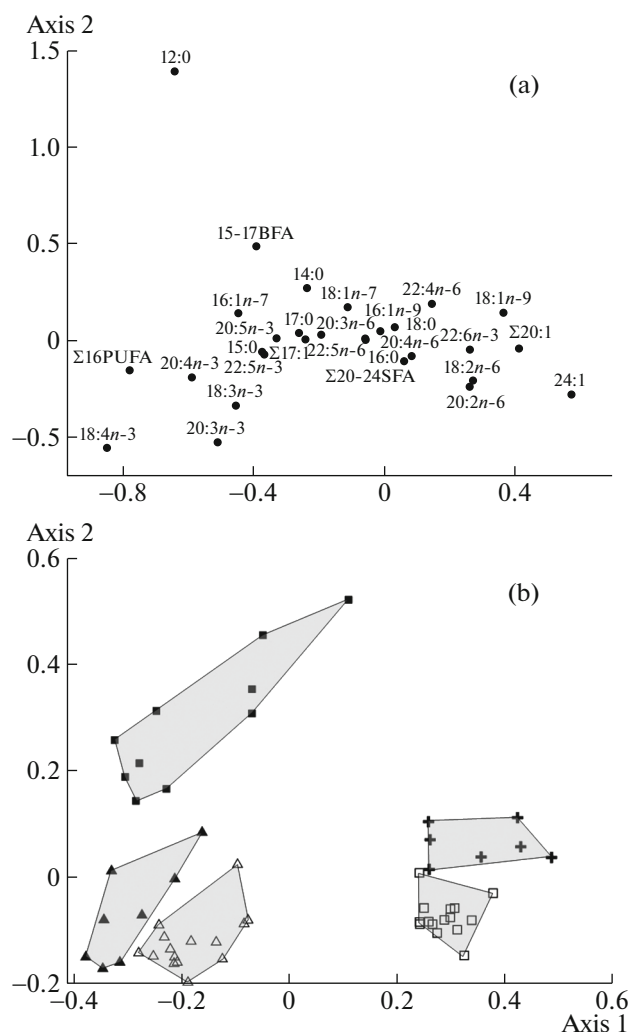 Axis 2
1.5
12:0
(a)
1.0
0.5
15-17BFA
14:0
22:4n-6
18:1n-7
16:1n-7
16:1n-9
18:1n-9
17:0
20:3n-6
18:0
20:5n-3
22:6n-3
Σ20:1
0
15:0
Σ17:1
22:5n-6
20:4n-6
Σ16PUFA
20:4n-3
22:5n-3
16:0
18:2n-6
Σ20-24SFA
18:3n-3
24:1
20:2n-6
−0.5
18:4n-3
20:3n-3
−0.8 −0.4 0 0.4
Axis 2
0.6
(b)
0.4
0.2
0
−0.2
−0.4 −0.2 0 0.2 0.4 0.6
Axis 1